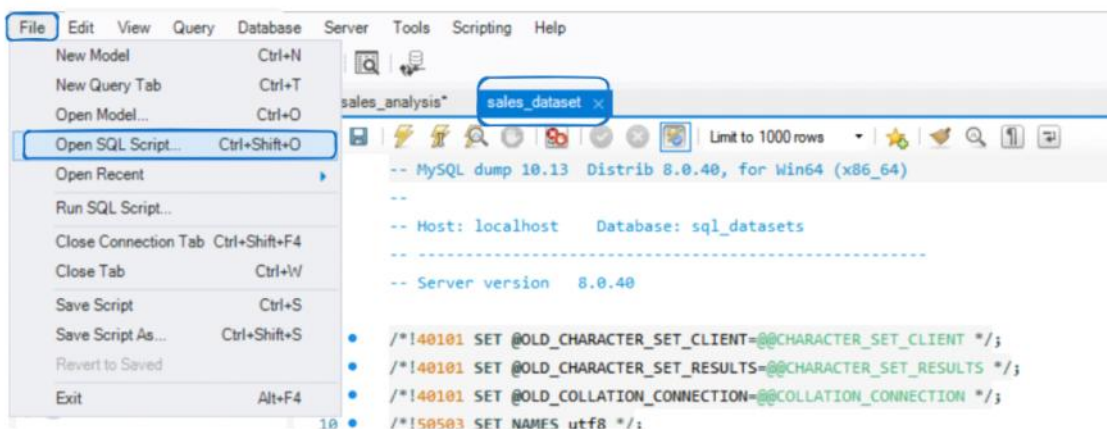 File Edit View Query Database Server Tools Scripting Help
New Model Ctrl+N
New Query Tab Ctrl+T
Open Model... Ctrl+O
Open SQL Script... Ctrl+Shift+O
Open Recent
Run SQL Script...
Close Connection Tab Ctrl+Shift+F4
Close Tab Ctrl+W
Save Script Ctrl+S
Save Script As... Ctrl+Shift+S
Revert to Saved
Exit Alt+F4
sales_analysis* sales_dataset ×
Limit to 1000 rows
-- MySQL dump 10.13 Distrib 8.0.40, for Win64 (x86_64)
--
-- Host: localhost Database: sql_datasets
-- ------------------------------------------------------
-- Server version 8.0.40
/*!40101 SET @OLD_CHARACTER_SET_CLIENT=@@CHARACTER_SET_CLIENT */;
/*!40101 SET @OLD_CHARACTER_SET_RESULTS=@@CHARACTER_SET_RESULTS */;
/*!40101 SET @OLD_COLLATION_CONNECTION=@@COLLATION_CONNECTION */;
10 /*!50503 SET NAMES utf8 */;